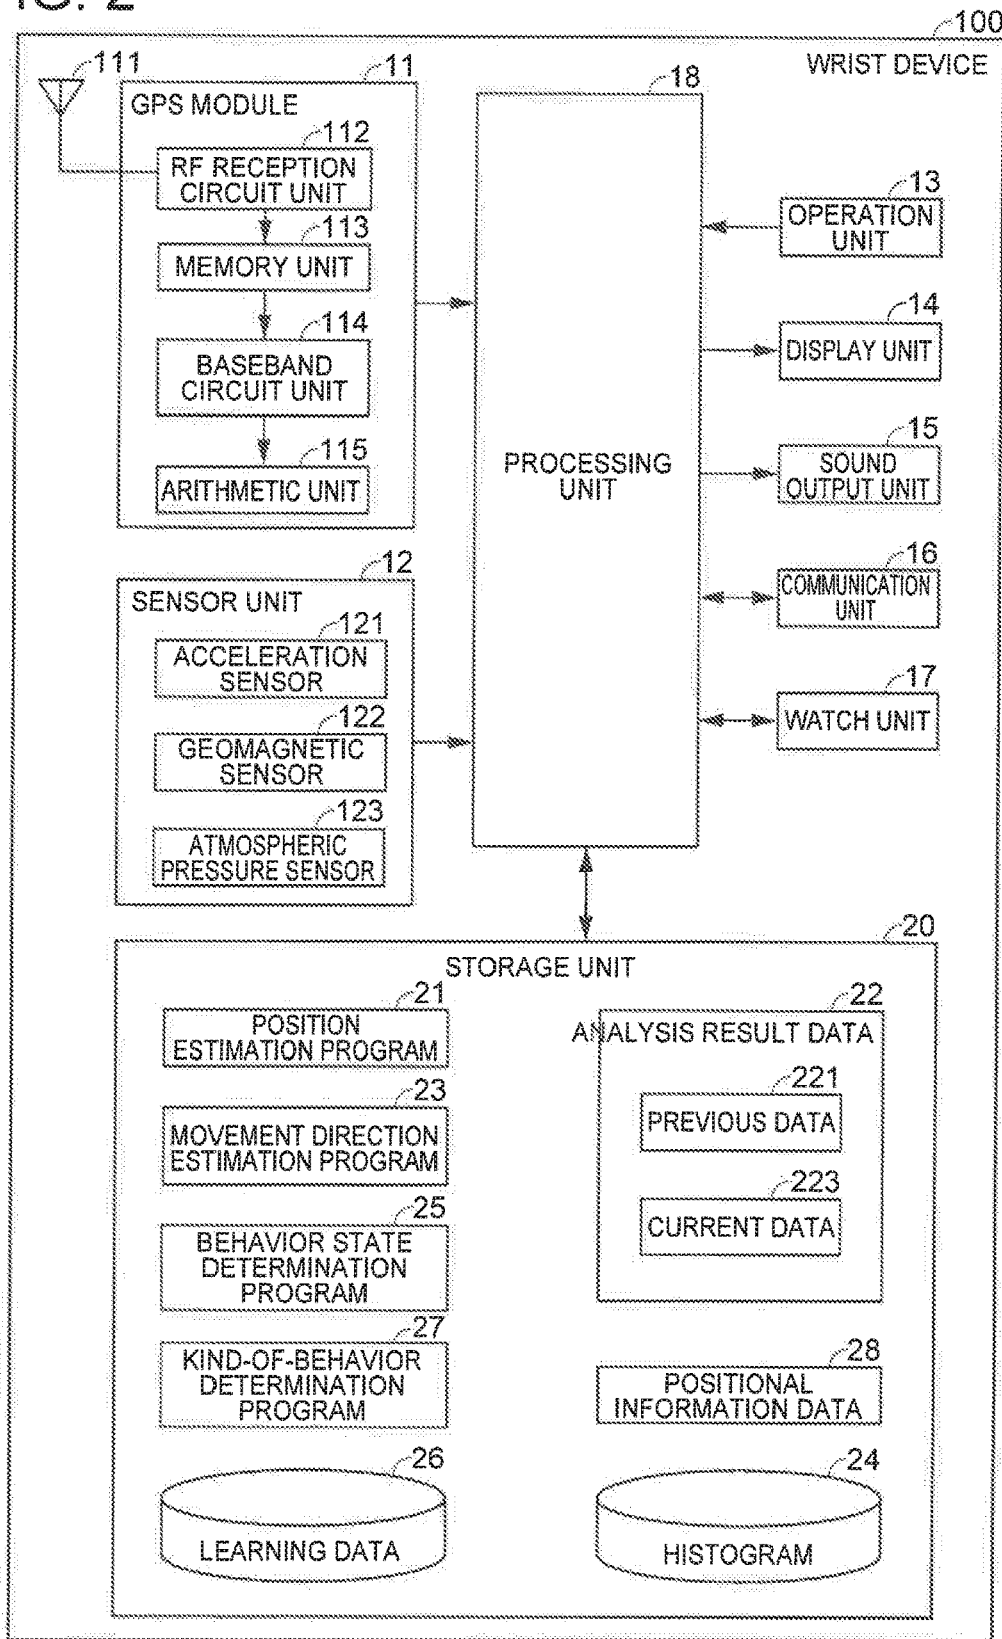 FIG. 2
100
WRIST DEVICE
111
11
GPS MODULE
112
RF RECEPTION
CIRCUIT UNIT
113
MEMORY UNIT
114
BASEBAND
CIRCUIT UNIT
115
ARITHMETIC UNIT
12
SENSOR UNIT
121
ACCELERATION
SENSOR
122
GEOMAGNETIC
SENSOR
123
ATMOSPHERIC
PRESSURE SENSOR
18
PROCESSING
UNIT
13
OPERATION
UNIT
14
DISPLAY UNIT
15
SOUND
OUTPUT UNIT
16
COMMUNICATION
UNIT
17
WATCH UNIT
20
STORAGE UNIT
21
POSITION
ESTIMATION PROGRAM
23
MOVEMENT DIRECTION
ESTIMATION PROGRAM
25
BEHAVIOR STATE
DETERMINATION
PROGRAM
27
KIND-OF-BEHAVIOR
DETERMINATION
PROGRAM
26
LEARNING DATA
22
ANALYSIS RESULT DATA
221
PREVIOUS DATA
223
CURRENT DATA
28
POSITIONAL
INFORMATION DATA
24
HISTOGRAM